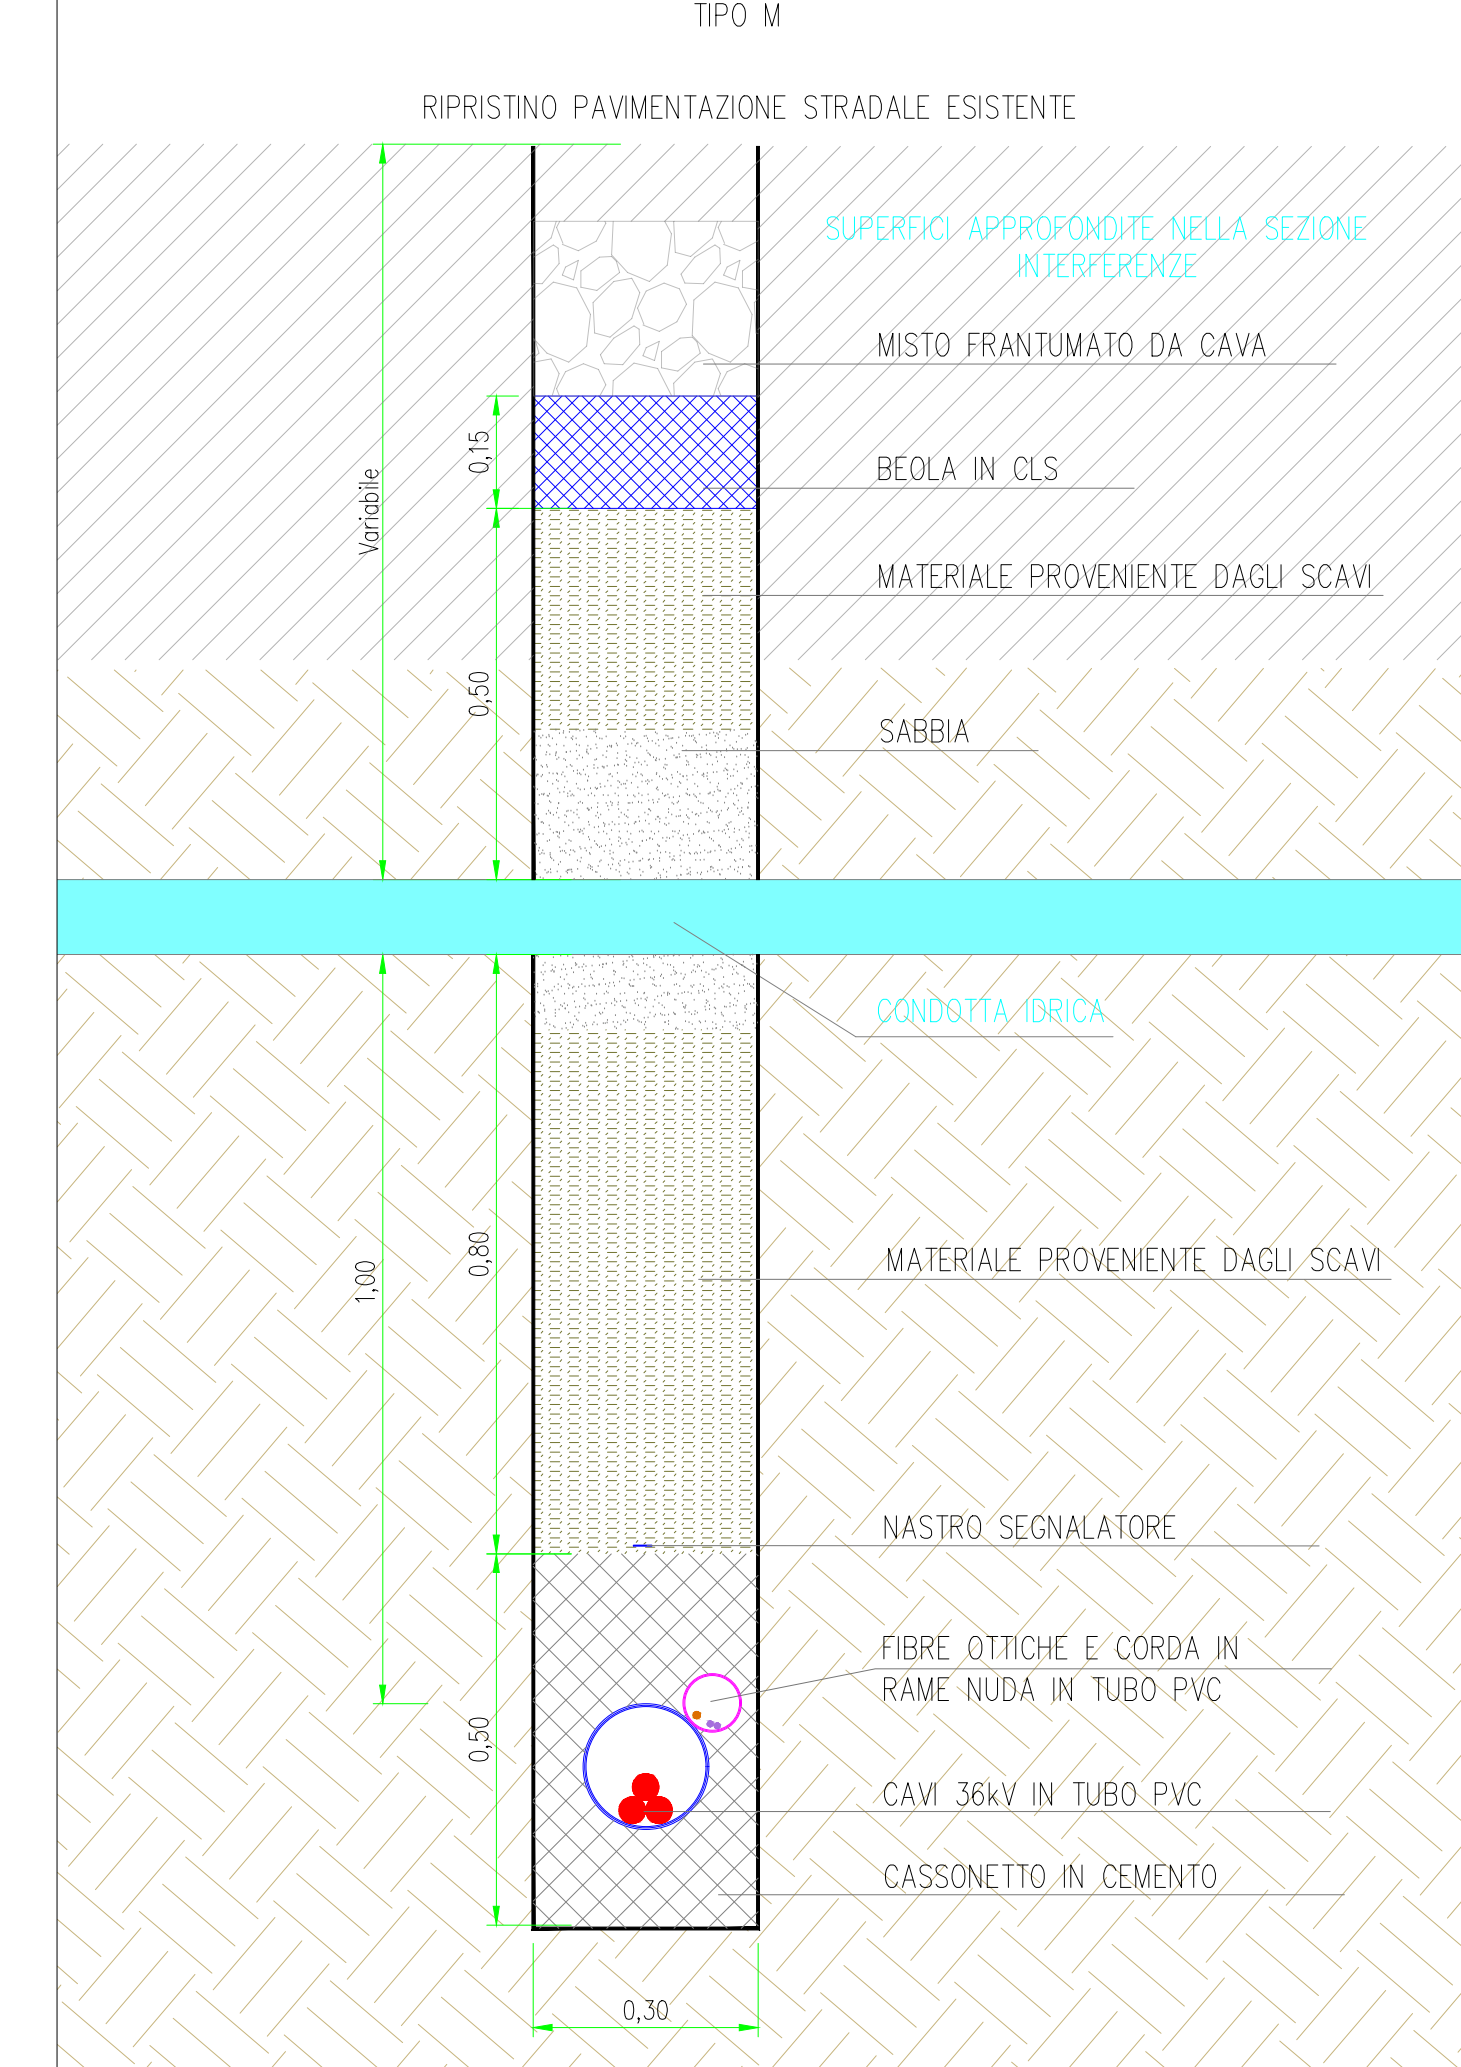 TIPO M
RIPRISTINO PAVIMENTAZIONE STRADALE ESISTENTE
SUPERFICI APPROFONDITE NELLA SEZIONE
INTERFERENZE
MISTO FRANTUMATO DA CAVA
0,15
BEOLA IN CLS
Variabile
MATERIALE PROVENIENTE DAGLI SCAVI
0,50
SABBIA
CONDOTTA IDRICA
1,00
0,80
MATERIALE PROVENIENTE DAGLI SCAVI
NASTRO SEGNALATORE
FIBRE OTTICHE E CORDA IN
RAME NUDA IN TUBO PVC
0,50
CAVI 36kV IN TUBO PVC
CASSONETTO IN CEMENTO
0,30